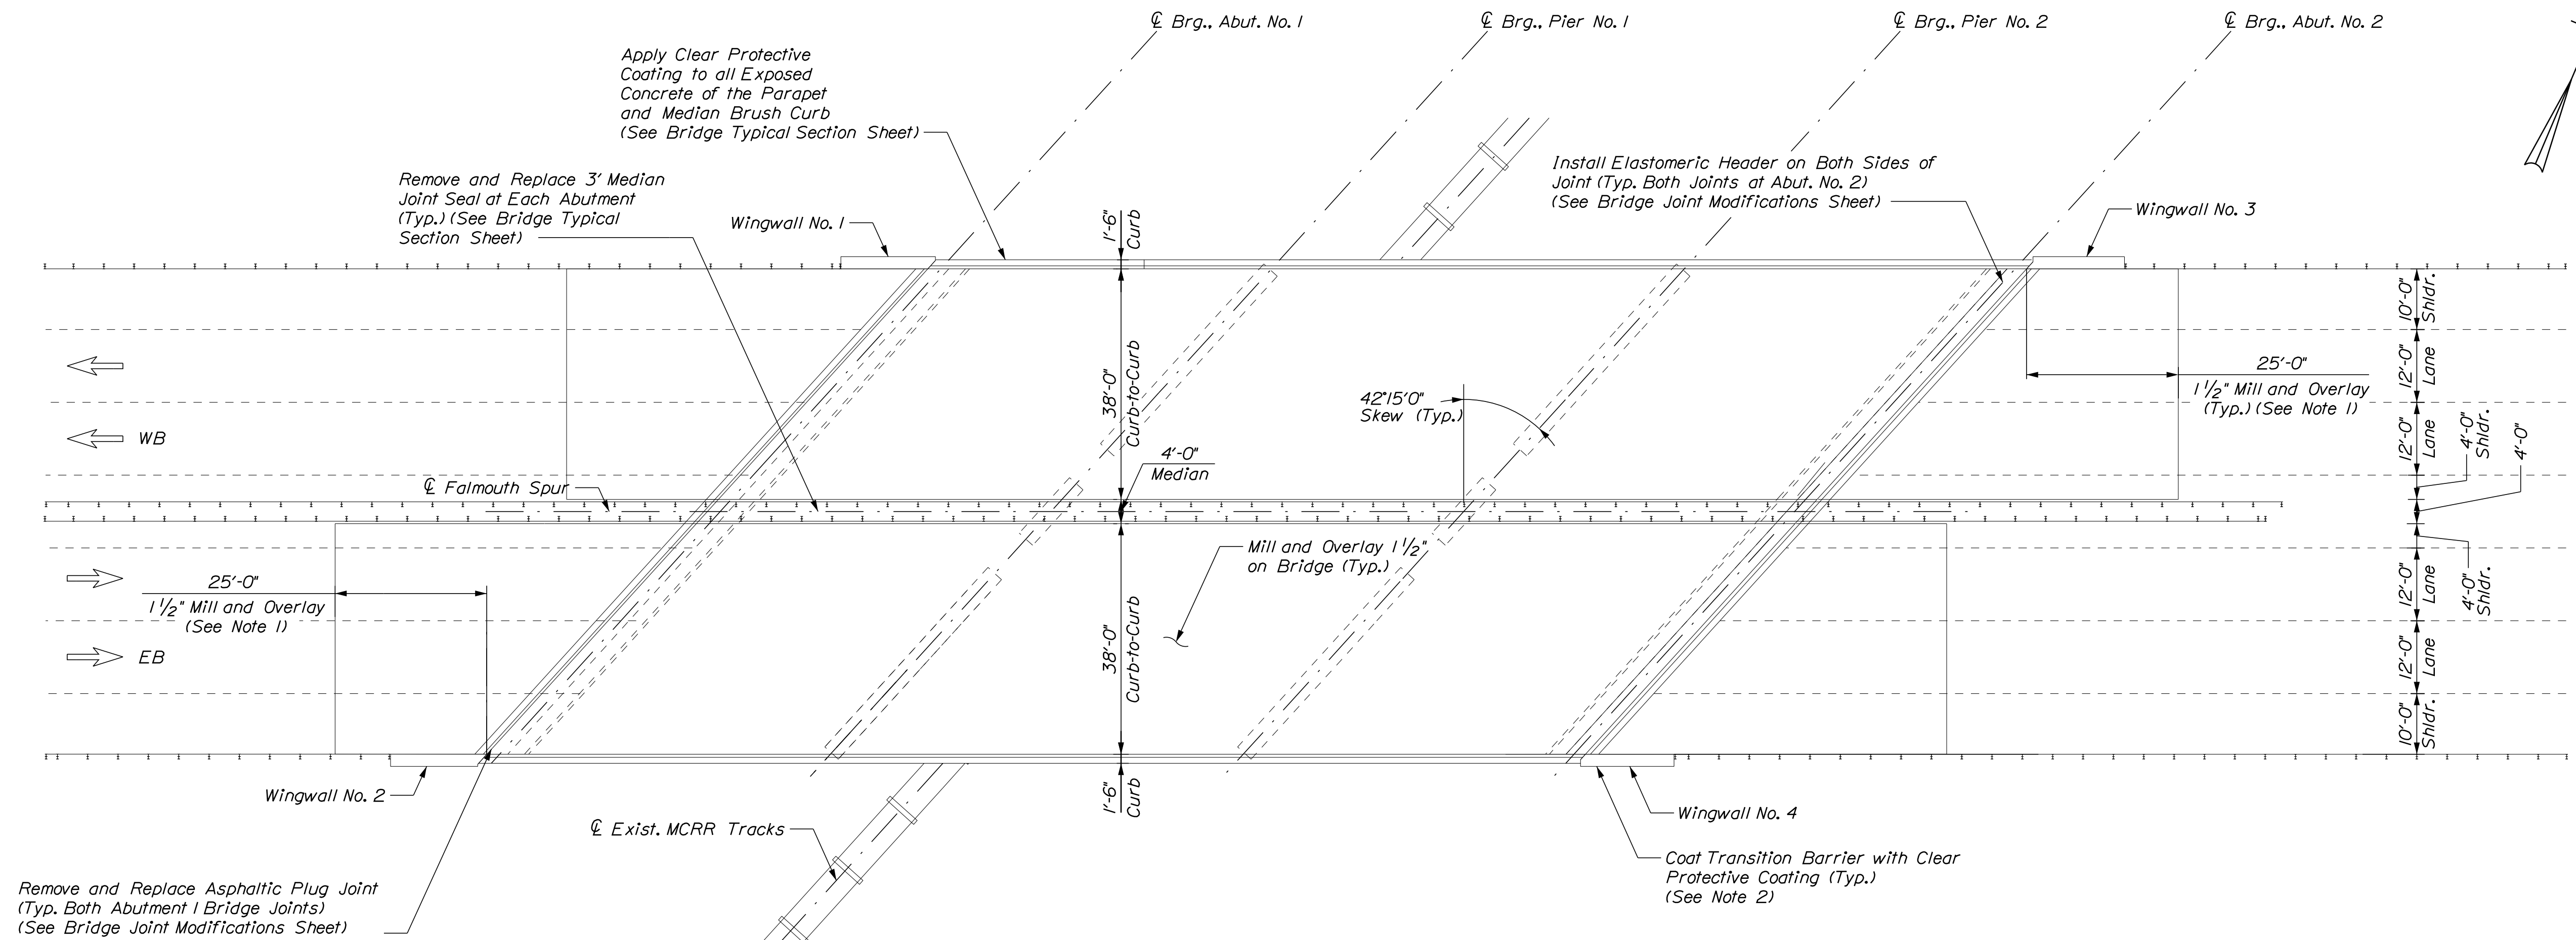 ℄ Brg., Abut. No. 1
℄ Brg., Pier No. 1
℄ Brg., Pier No. 2
℄ Brg., Abut. No. 2
Apply Clear Protective
Coating to all Exposed
Concrete of the Parapet
and Median Brush Curb
(See Bridge Typical Section Sheet)
Remove and Replace 3' Median
Joint Seal at Each Abutment
(Typ.) (See Bridge Typical
Section Sheet)
Wingwall No. 1
1'-6"
Curb
Install Elastomeric Header on Both Sides of
Joint (Typ. Both Joints at Abut. No. 2)
(See Bridge Joint Modifications Sheet)
Wingwall No. 3
38'-0"
Curb-to-Curb
42°15'0"
Skew (Typ.)
25'-0"
1 1/2" Mill and Overlay
(Typ.) (See Note 1)
10'-0"
Shldr.
12'-0"
Lane
12'-0"
Lane
4'-0"
Shldr.
4'-0"
WB
℄ Falmouth Spur
4'-0"
Median
Mill and Overlay 1 1/2"
on Bridge (Typ.)
25'-0"
1 1/2" Mill and Overlay
(See Note 1)
EB
38'-0"
Curb-to-Curb
4'-0"
Shldr.
12'-0"
Lane
12'-0"
Lane
10'-0"
Shldr.
Wingwall No. 2
1'-6"
Curb
℄ Exist. MCRR Tracks
Wingwall No. 4
Coat Transition Barrier with Clear
Protective Coating (Typ.)
(See Note 2)
Remove and Replace Asphaltic Plug Joint
(Typ. Both Abutment 1 Bridge Joints)
(See Bridge Joint Modifications Sheet)